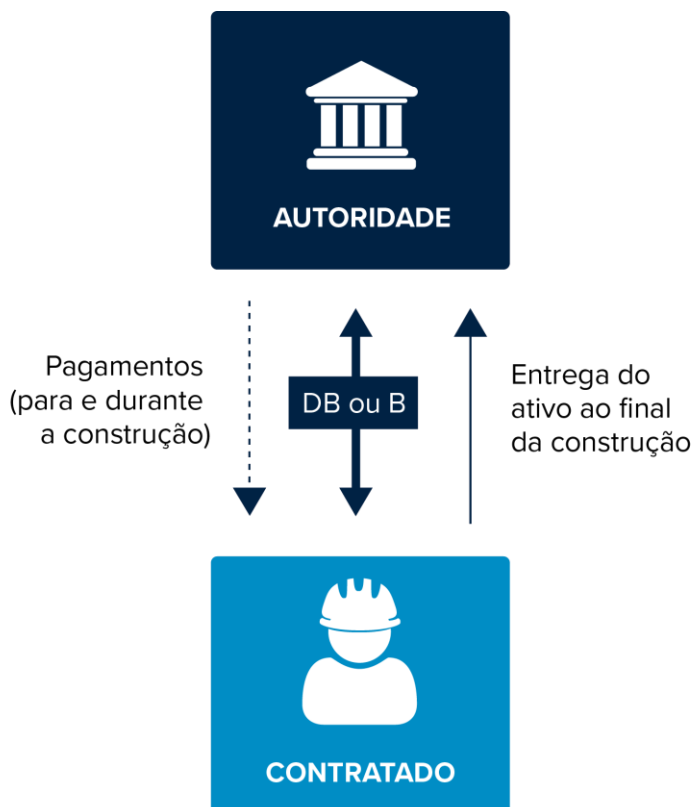 AUTORIDADE
Pagamentos
(para e durante
a construção)
DB ou B
Entrega do
ativo ao final
da construção
CONTRATADO